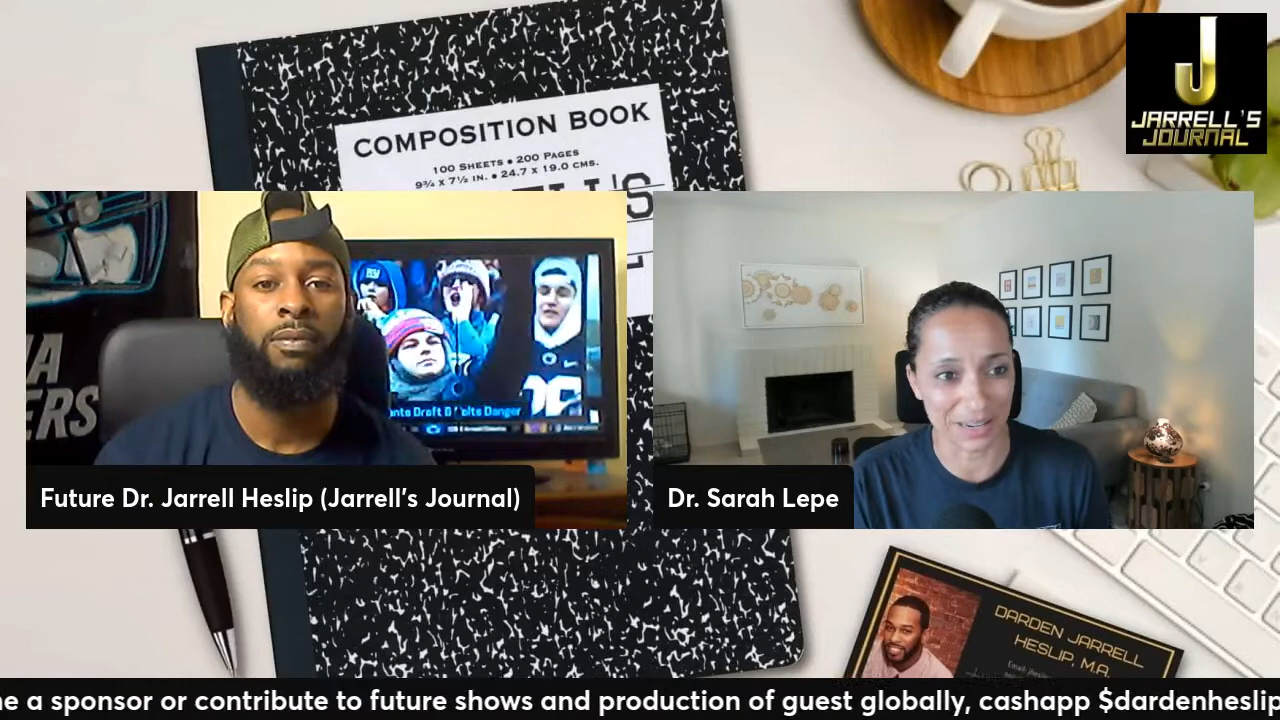 COMPOSITION BOOK
100 SHEETS • 200 PAGES
9¾ X 7½ IN. • 24.7 X 19.0 CMS.
J
JARRELL'S
JOURNAL
Future Dr. Jarrell Heslip (Jarrell's Journal)
Dr. Sarah Lepe
DARDEN JARRELL
HESLIP, M.A.
Email:
a sponsor or contribute to future shows and production of guest globally, cashapp $dardenheslip